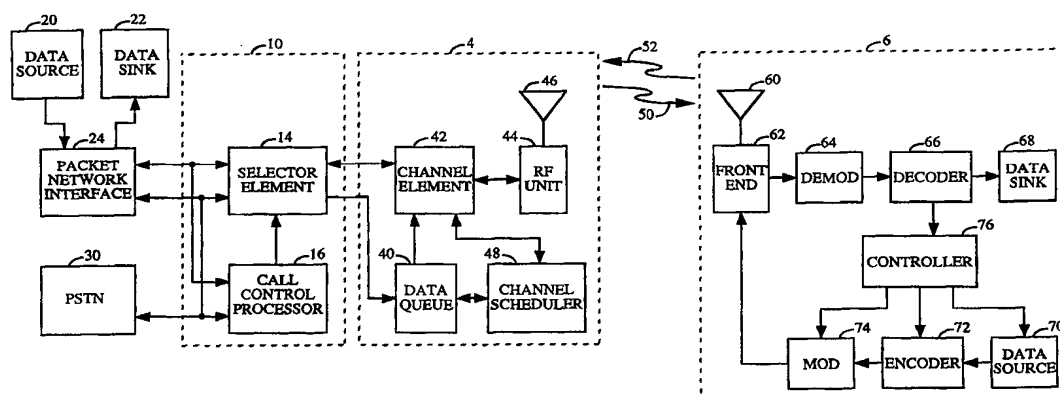 20
DATA
SOURCE
22
DATA
SINK
24
PACKET
NETWORK
INTERFACE
30
PSTN
10
14
SELECTOR
ELEMENT
16
CALL
CONTROL
PROCESSOR
4
42
CHANNEL
ELEMENT
44
RF
UNIT
46
40
DATA
QUEUE
48
CHANNEL
SCHEDULER
52
50
6
60
62
FRONT
END
64
DEMOD
66
DECODER
68
DATA
SINK
76
CONTROLLER
74
MOD
72
ENCODER
70
DATA
SOURCE